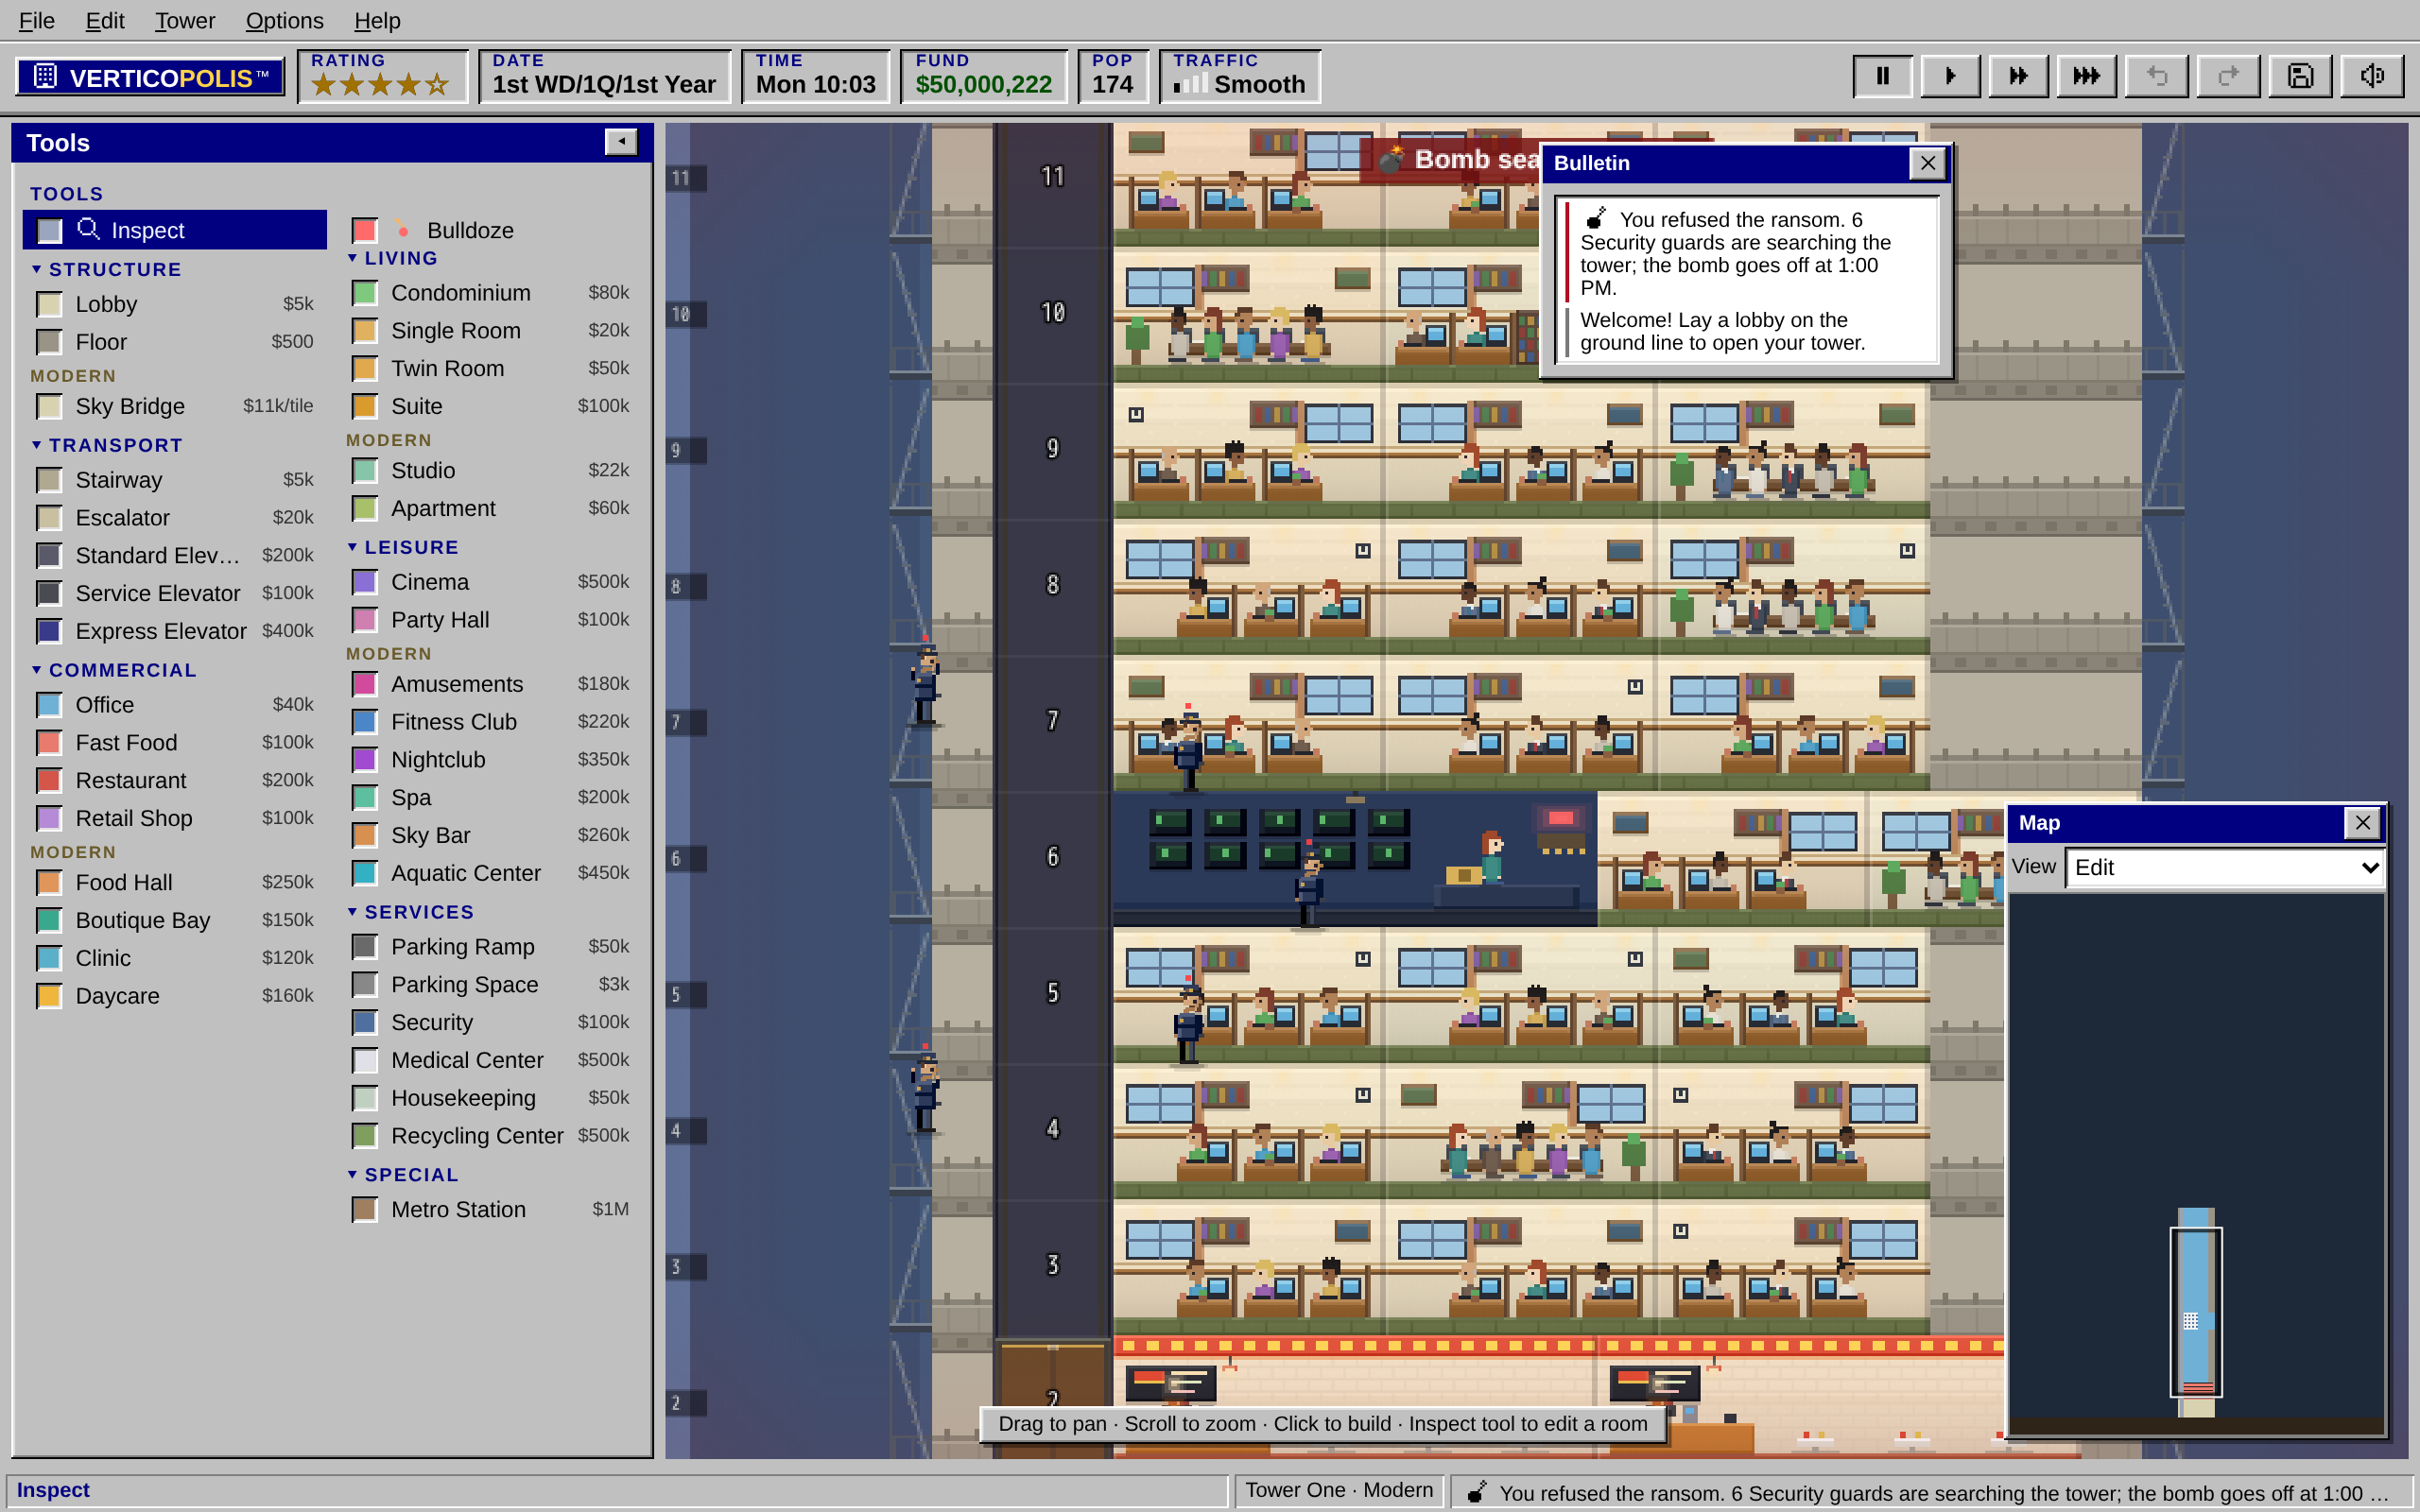 File Edit Tower Options Help
VERTICOPOLIS™
RATING
DATE
1st WD/1Q/1st Year
TIME
Mon 10:03
FUND
$50,000,222
POP
174
TRAFFIC
Smooth
Tools
TOOLS
Inspect
STRUCTURE
Lobby $5k
Floor $500
MODERN
Sky Bridge $11k/tile
TRANSPORT
Stairway $5k
Escalator $20k
Standard Elev… $200k
Service Elevator $100k
Express Elevator $400k
COMMERCIAL
Office $40k
Fast Food $100k
Restaurant $200k
Retail Shop $100k
MODERN
Food Hall $250k
Boutique Bay $150k
Clinic $120k
Daycare $160k
Bulldoze
LIVING
Condominium $80k
Single Room $20k
Twin Room $50k
Suite $100k
MODERN
Studio $22k
Apartment $60k
LEISURE
Cinema $500k
Party Hall $100k
MODERN
Amusements $180k
Fitness Club $220k
Nightclub $350k
Spa $200k
Sky Bar $260k
Aquatic Center $450k
SERVICES
Parking Ramp $50k
Parking Space $3k
Security $100k
Medical Center $500k
Housekeeping $50k
Recycling Center $500k
SPECIAL
Metro Station $1M
11 11
10 10
9 9
8 8
7 7
6 6
5 5
4 4
3 3
2 2
Bomb sea
Bulletin
You refused the ransom. 6
Security guards are searching the
tower; the bomb goes off at 1:00
PM.
Welcome! Lay a lobby on the
ground line to open your tower.
Map
View Edit
Drag to pan · Scroll to zoom · Click to build · Inspect tool to edit a room
Inspect
Tower One · Modern
You refused the ransom. 6 Security guards are searching the tower; the bomb goes off at 1:00 …